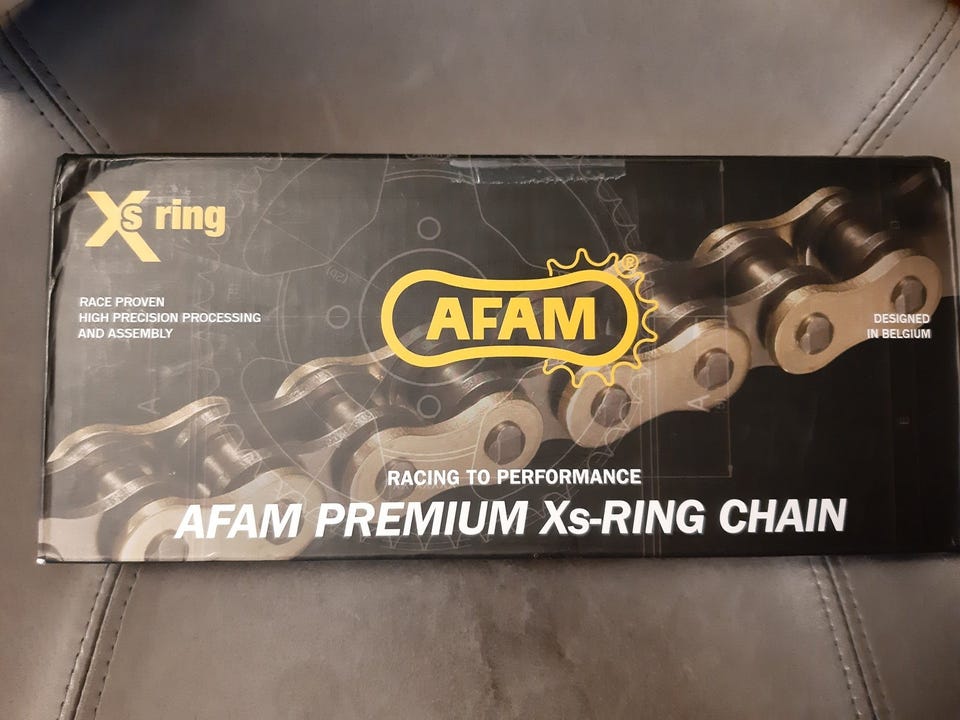 Xs ring
RACE PROVEN
HIGH PRECISION PROCESSING
AND ASSEMBLY
AFAM®
DESIGNED
IN BELGIUM
RACING TO PERFORMANCE
AFAM PREMIUM Xs-RING CHAIN